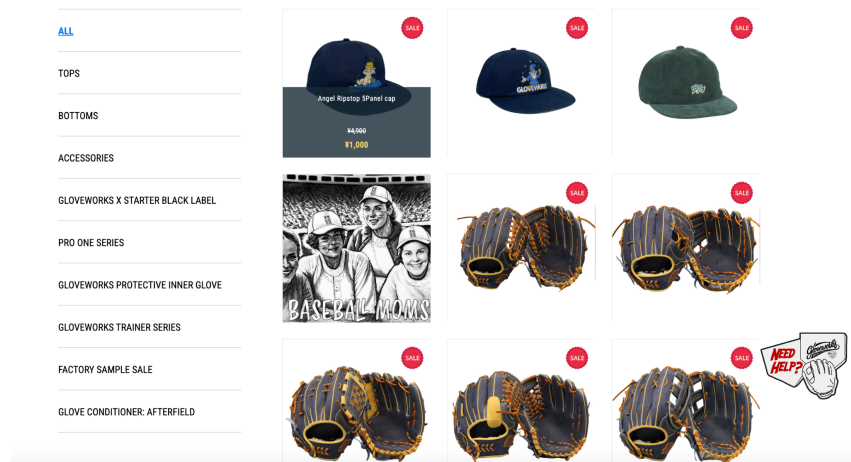 ALL
TOPS
BOTTOMS
ACCESSORIES
GLOVEWORKS X STARTER BLACK LABEL
PRO ONE SERIES
GLOVEWORKS PROTECTIVE INNER GLOVE
GLOVEWORKS TRAINER SERIES
FACTORY SAMPLE SALE
GLOVE CONDITIONER: AFTERFIELD
SALE
Angel Ripstop 5Panel cap
¥4,900
¥1,000
SALE
GLOVEWORKS
SALE
BASEBALL MOMS
SALE
SALE
SALE
SALE
SALE
NEED
HELP?
Gloveworks